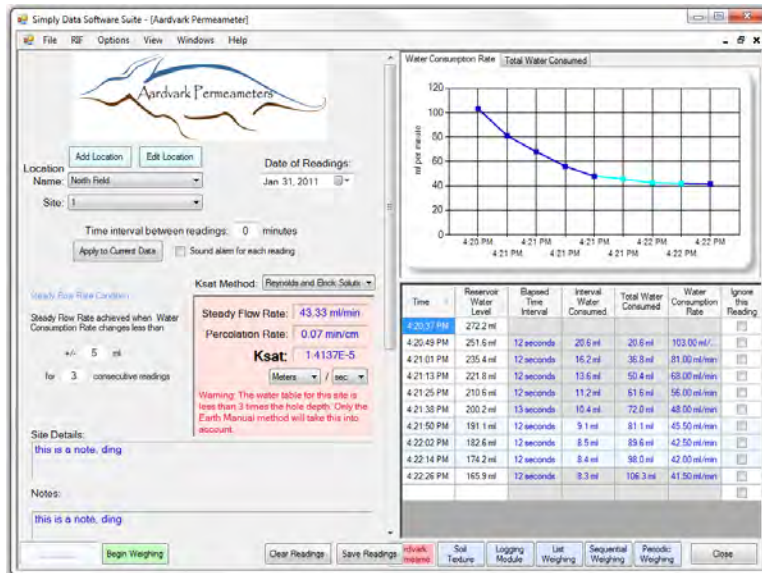 Simply Data Software Suite - [Aardvark Permeameter]
File RIF Options View Windows Help
Aardvark Permeameters
Add Location Edit Location
Location
Name: North Field
Site: 1
Date of Readings:
Jan 31, 2011
Time interval between readings: 0 minutes
Apply to Current Data Sound alarm for each reading
Steady Flow Rate Condition
Steady Flow Rate achieved when Water
Consumption Rate changes less than
+/- 5 ml
for 3 consecutive readings
Ksat Method: Reynolds and Elrick Solutic
Steady Flow Rate: 43.33 ml/min
Percolation Rate: 0.07 min/cm
Ksat: 1.4137E-5
Meters / sec
Warning: The water table for this site is
less than 3 times the hole depth. Only the
Earth Manual method will take this into
account.
Site Details:
this is a note, ding
Notes:
this is a note, ding
Begin Weighing Clear Readings Save Readings
Water Consumption Rate Total Water Consumed
ml per minute
120
100
80
60
40
20
0
4:20 PM 4:21 PM 4:21 PM 4:22 PM 4:22 PM
4:21 PM 4:21 PM 4:21 PM 4:22 PM
Time Reservoir Water Level Elapsed Time Interval Interval Water Consumed Total Water Consumed Water Consumption Rate Ignore this Reading
4:20:37 PM 272.2 ml
4:20:49 PM 251.6 ml 12 seconds 20.6 ml 20.6 ml 103.00 ml/...
4:21:01 PM 235.4 ml 12 seconds 16.2 ml 36.8 ml 81.00 ml/min
4:21:13 PM 221.8 ml 12 seconds 13.6 ml 50.4 ml 68.00 ml/min
4:21:25 PM 210.6 ml 12 seconds 11.2 ml 61.6 ml 56.00 ml/min
4:21:38 PM 200.2 ml 13 seconds 10.4 ml 72.0 ml 48.00 ml/min
4:21:50 PM 191.1 ml 12 seconds 9.1 ml 81.1 ml 45.50 ml/min
4:22:02 PM 182.6 ml 12 seconds 8.5 ml 89.6 ml 42.50 ml/min
4:22:14 PM 174.2 ml 12 seconds 8.4 ml 98.0 ml 42.00 ml/min
4:22:26 PM 165.9 ml 12 seconds 8.3 ml 106.3 ml 41.50 ml/min
rdvark
meame
Soil
Texture
Logging
Module
List
Weighing
Sequential
Weighing
Periodic
Weighing
Close